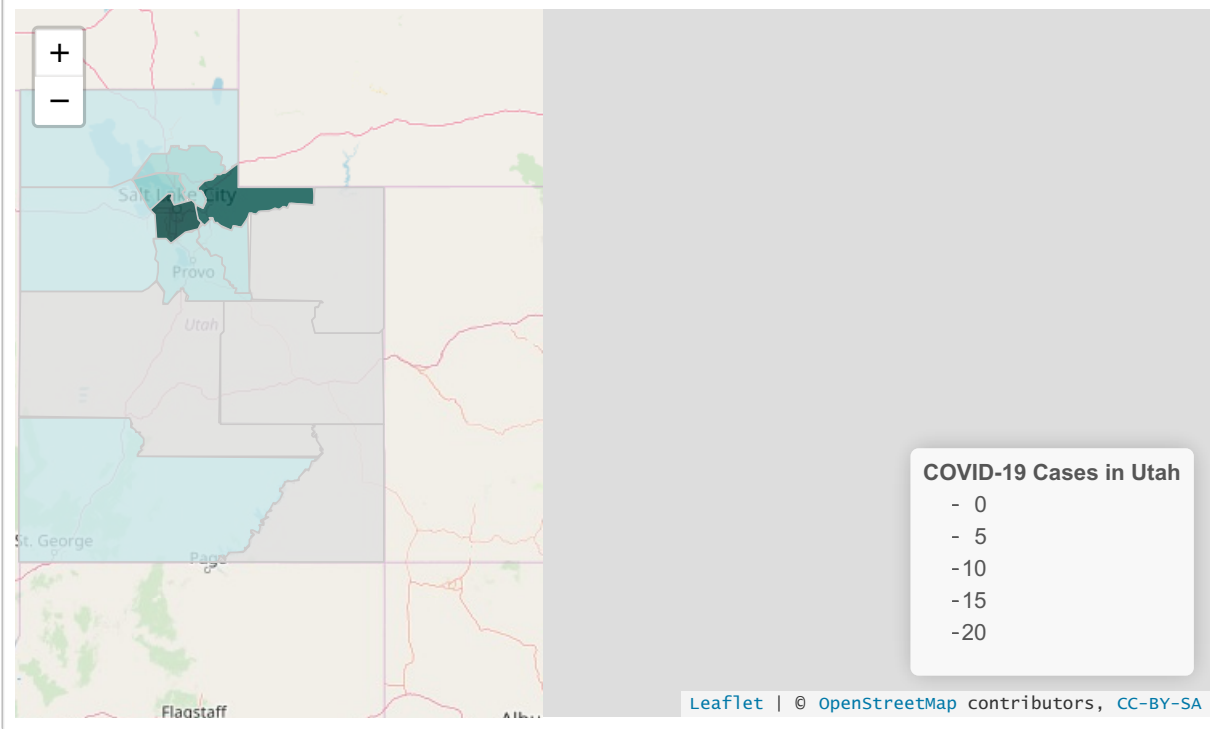 +
−
Salt Lake City
Provo
Utah
St. George
Page
Flagstaff
COVID-19 Cases in Utah
- 0
- 5
-10
-15
-20
Leaflet | © OpenStreetMap contributors, CC-BY-SA